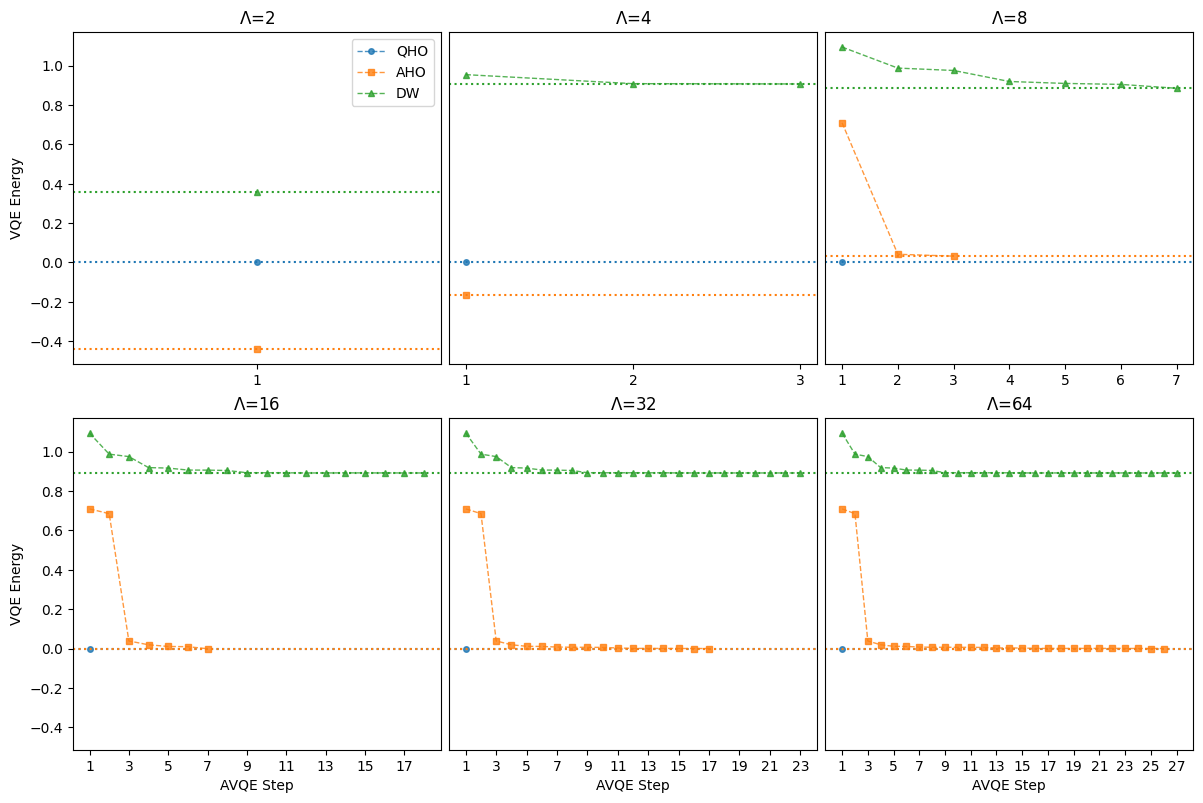 Λ=2
Λ=4
Λ=8
QHO
AHO
DW
VQE Energy
1.0
0.8
0.6
0.4
0.2
0.0
−0.2
−0.4
1
1 2 3
1 2 3 4 5 6 7
Λ=16
Λ=32
Λ=64
VQE Energy
1.0
0.8
0.6
0.4
0.2
0.0
−0.2
−0.4
1 3 5 7 9 11 13 15 17
1 3 5 7 9 11 13 15 17 19 21 23
1 3 5 7 9 11 13 15 17 19 21 23 25 27
AVQE Step
AVQE Step
AVQE Step